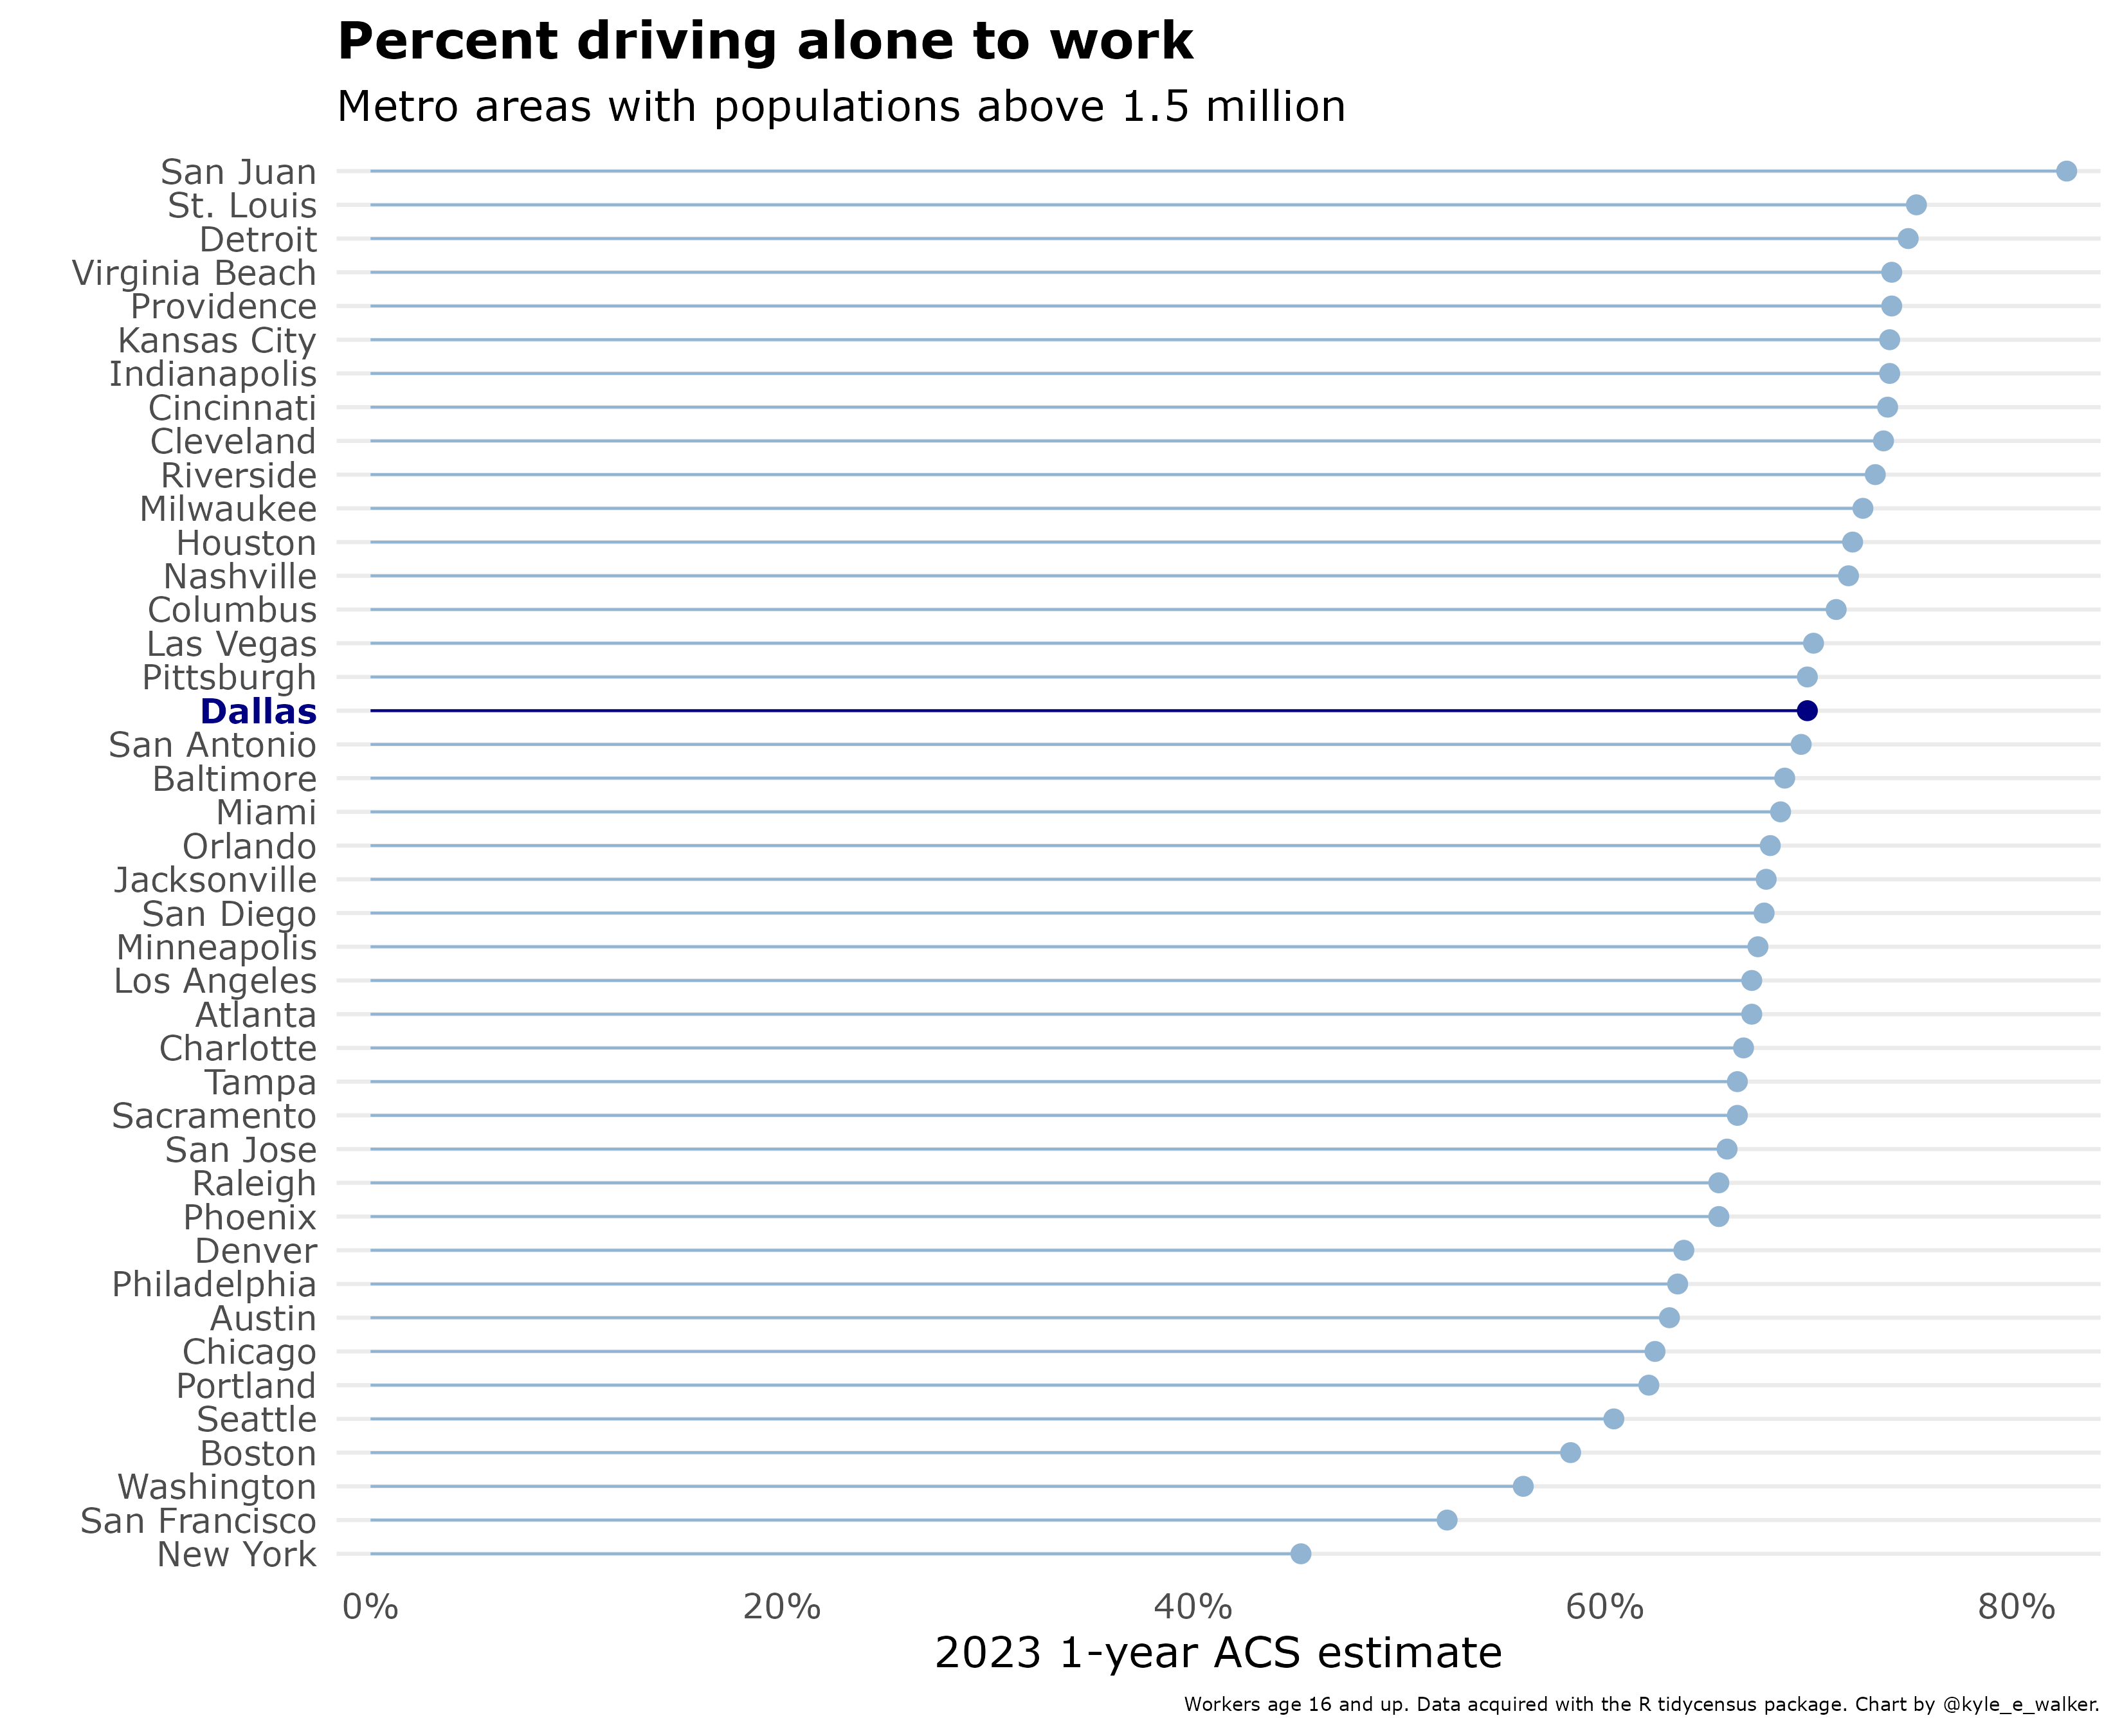 Percent driving alone to work
Metro areas with populations above 1.5 million
San Juan
St. Louis
Detroit
Virginia Beach
Providence
Kansas City
Indianapolis
Cincinnati
Cleveland
Riverside
Milwaukee
Houston
Nashville
Columbus
Las Vegas
Pittsburgh
Dallas
San Antonio
Baltimore
Miami
Orlando
Jacksonville
San Diego
Minneapolis
Los Angeles
Atlanta
Charlotte
Tampa
Sacramento
San Jose
Raleigh
Phoenix
Denver
Philadelphia
Austin
Chicago
Portland
Seattle
Boston
Washington
San Francisco
New York
0% 20% 40% 60% 80%
2023 1-year ACS estimate
Workers age 16 and up. Data acquired with the R tidycensus package. Chart by @kyle_e_walker.